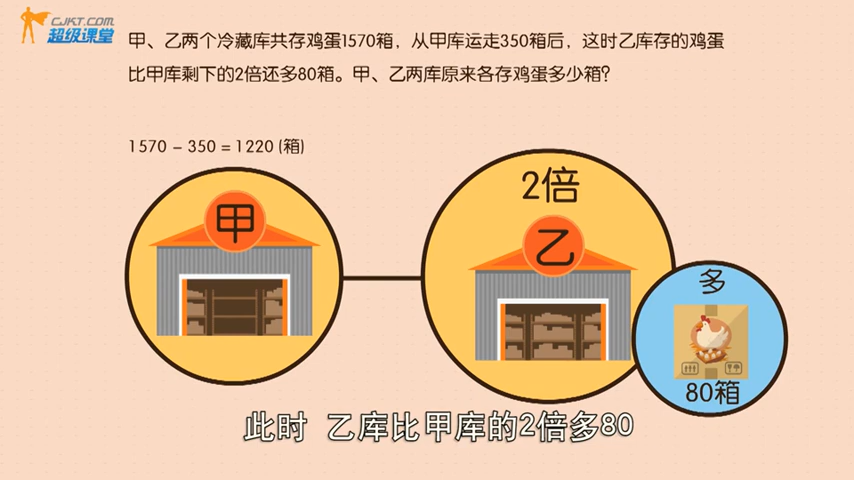 CJKT.COM
超级课堂
甲、乙两个冷藏库共存鸡蛋1570箱，从甲库运走350箱后，这时乙库存的鸡蛋
比甲库剩下的2倍还多80箱。甲、乙两库原来各存鸡蛋多少箱？
1570 - 350 = 1220 (箱)
甲
2倍
乙
多
80箱
此时 乙库比甲库的2倍多80